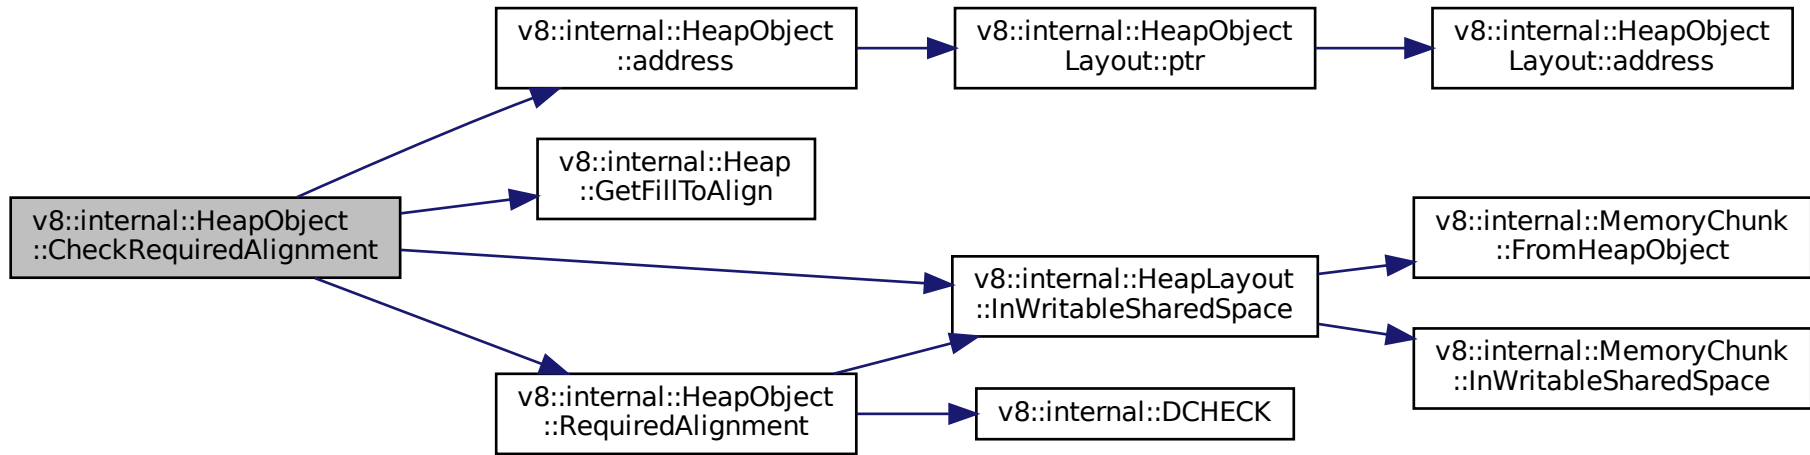 v8::internal::HeapObject
::CheckRequiredAlignment
v8::internal::HeapObject
::address
v8::internal::HeapObject
Layout::ptr
v8::internal::HeapObject
Layout::address
v8::internal::Heap
::GetFillToAlign
v8::internal::HeapLayout
::InWritableSharedSpace
v8::internal::MemoryChunk
::FromHeapObject
v8::internal::MemoryChunk
::InWritableSharedSpace
v8::internal::HeapObject
::RequiredAlignment
v8::internal::DCHECK